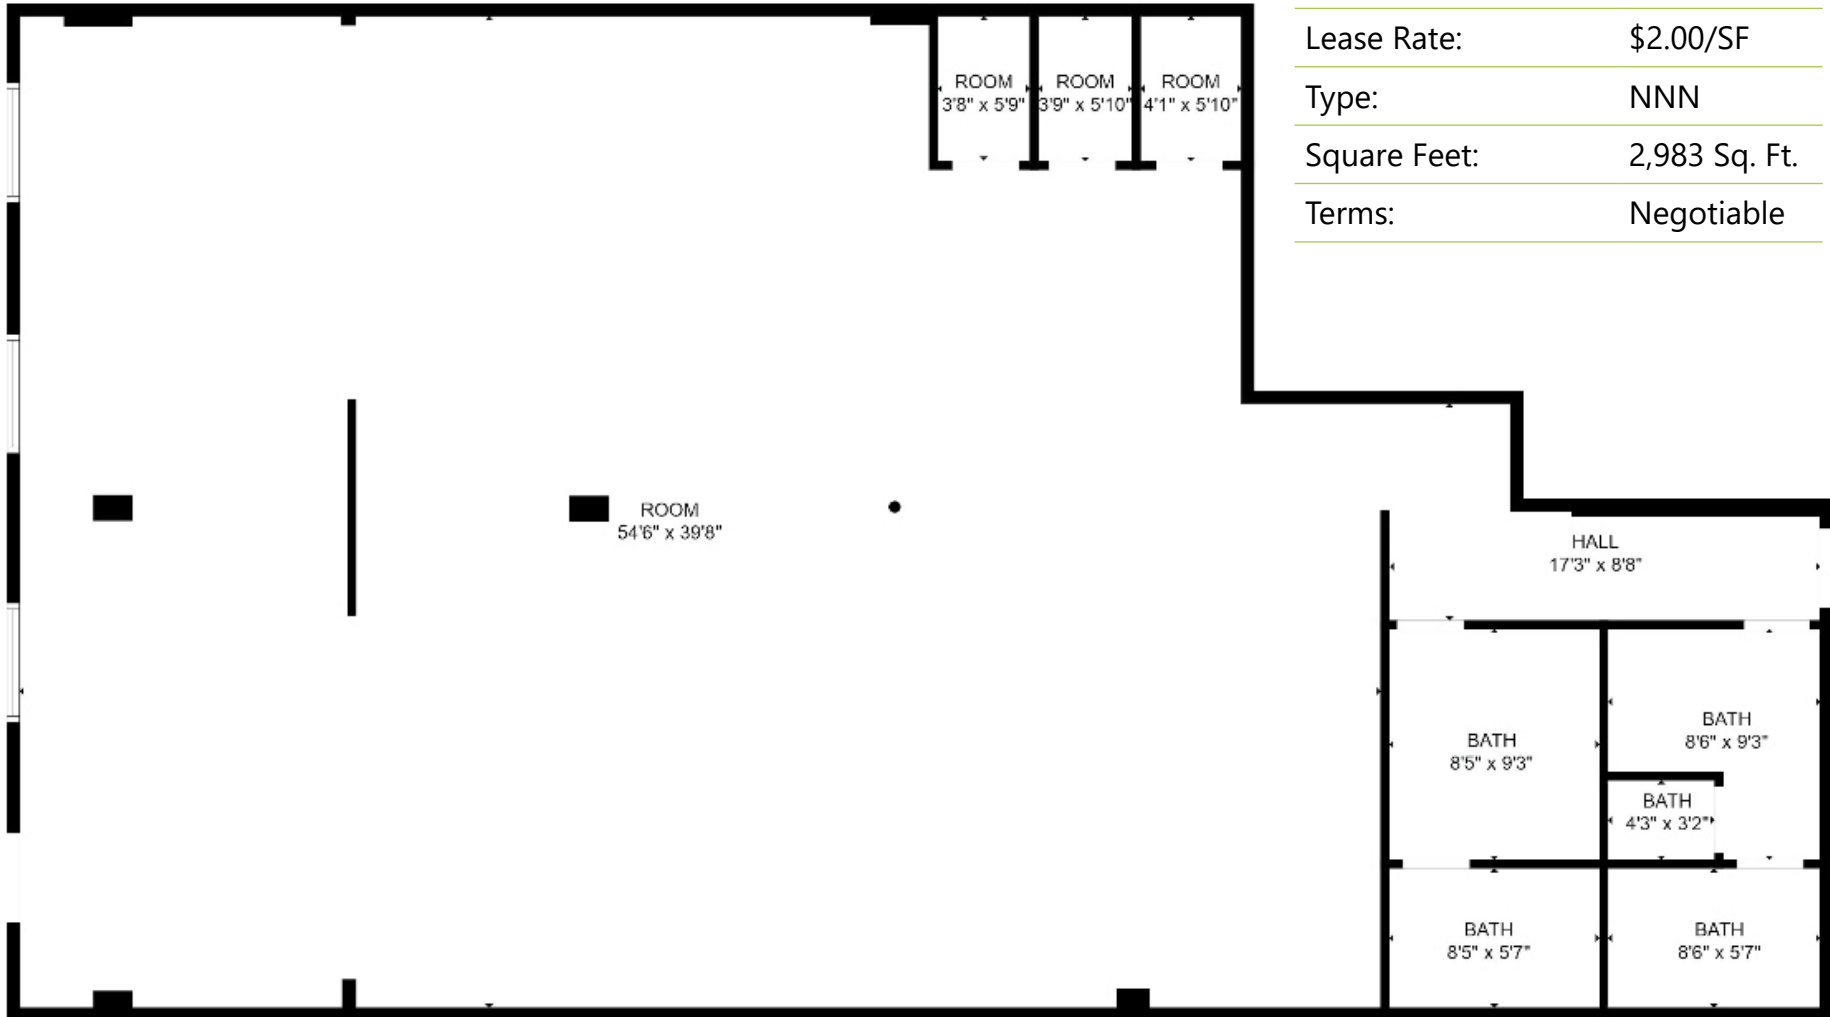 Lease Rate: $2.00/SF
Type: NNN
Square Feet: 2,983 Sq. Ft.
Terms: Negotiable
ROOM
3'8" x 5'9"
ROOM
3'9" x 5'10"
ROOM
4'1" x 5'10"
ROOM
54'6" x 39'8"
HALL
17'3" x 8'8"
BATH
8'5" x 9'3"
BATH
8'6" x 9'3"
BATH
4'3" x 3'2"
BATH
8'5" x 5'7"
BATH
8'6" x 5'7"